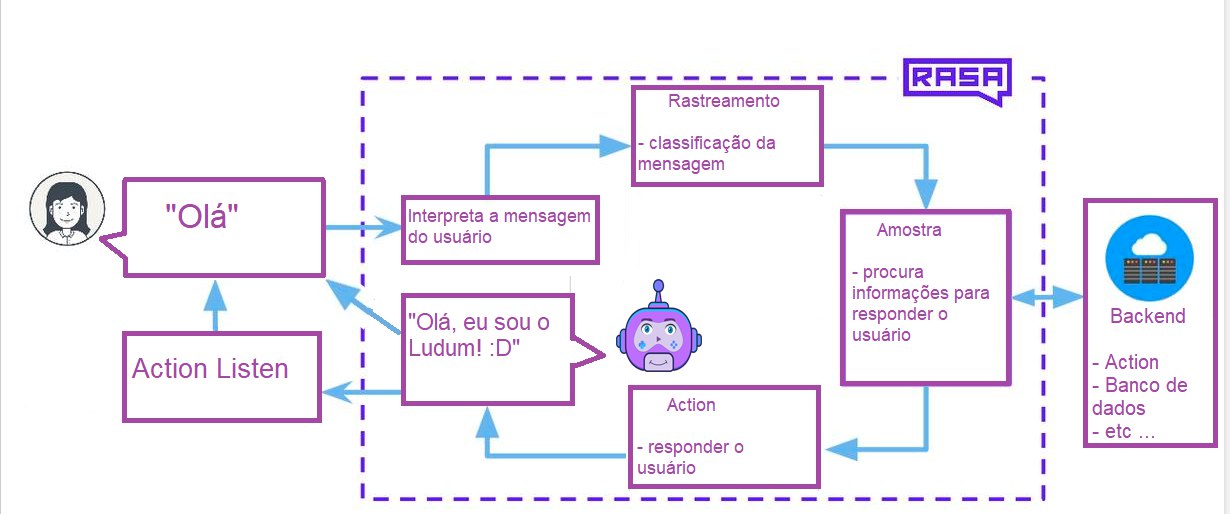 RASA
"Olá"
Interpreta a mensagem
do usuário
Rastreamento
- classificação da
mensagem
Amostra
- procura
informações para
responder o
usuário
Backend
- Action
- Banco de
dados
- etc ...
Action
- responder o
usuário
"Olá, eu sou o
Ludum! :D"
Action Listen